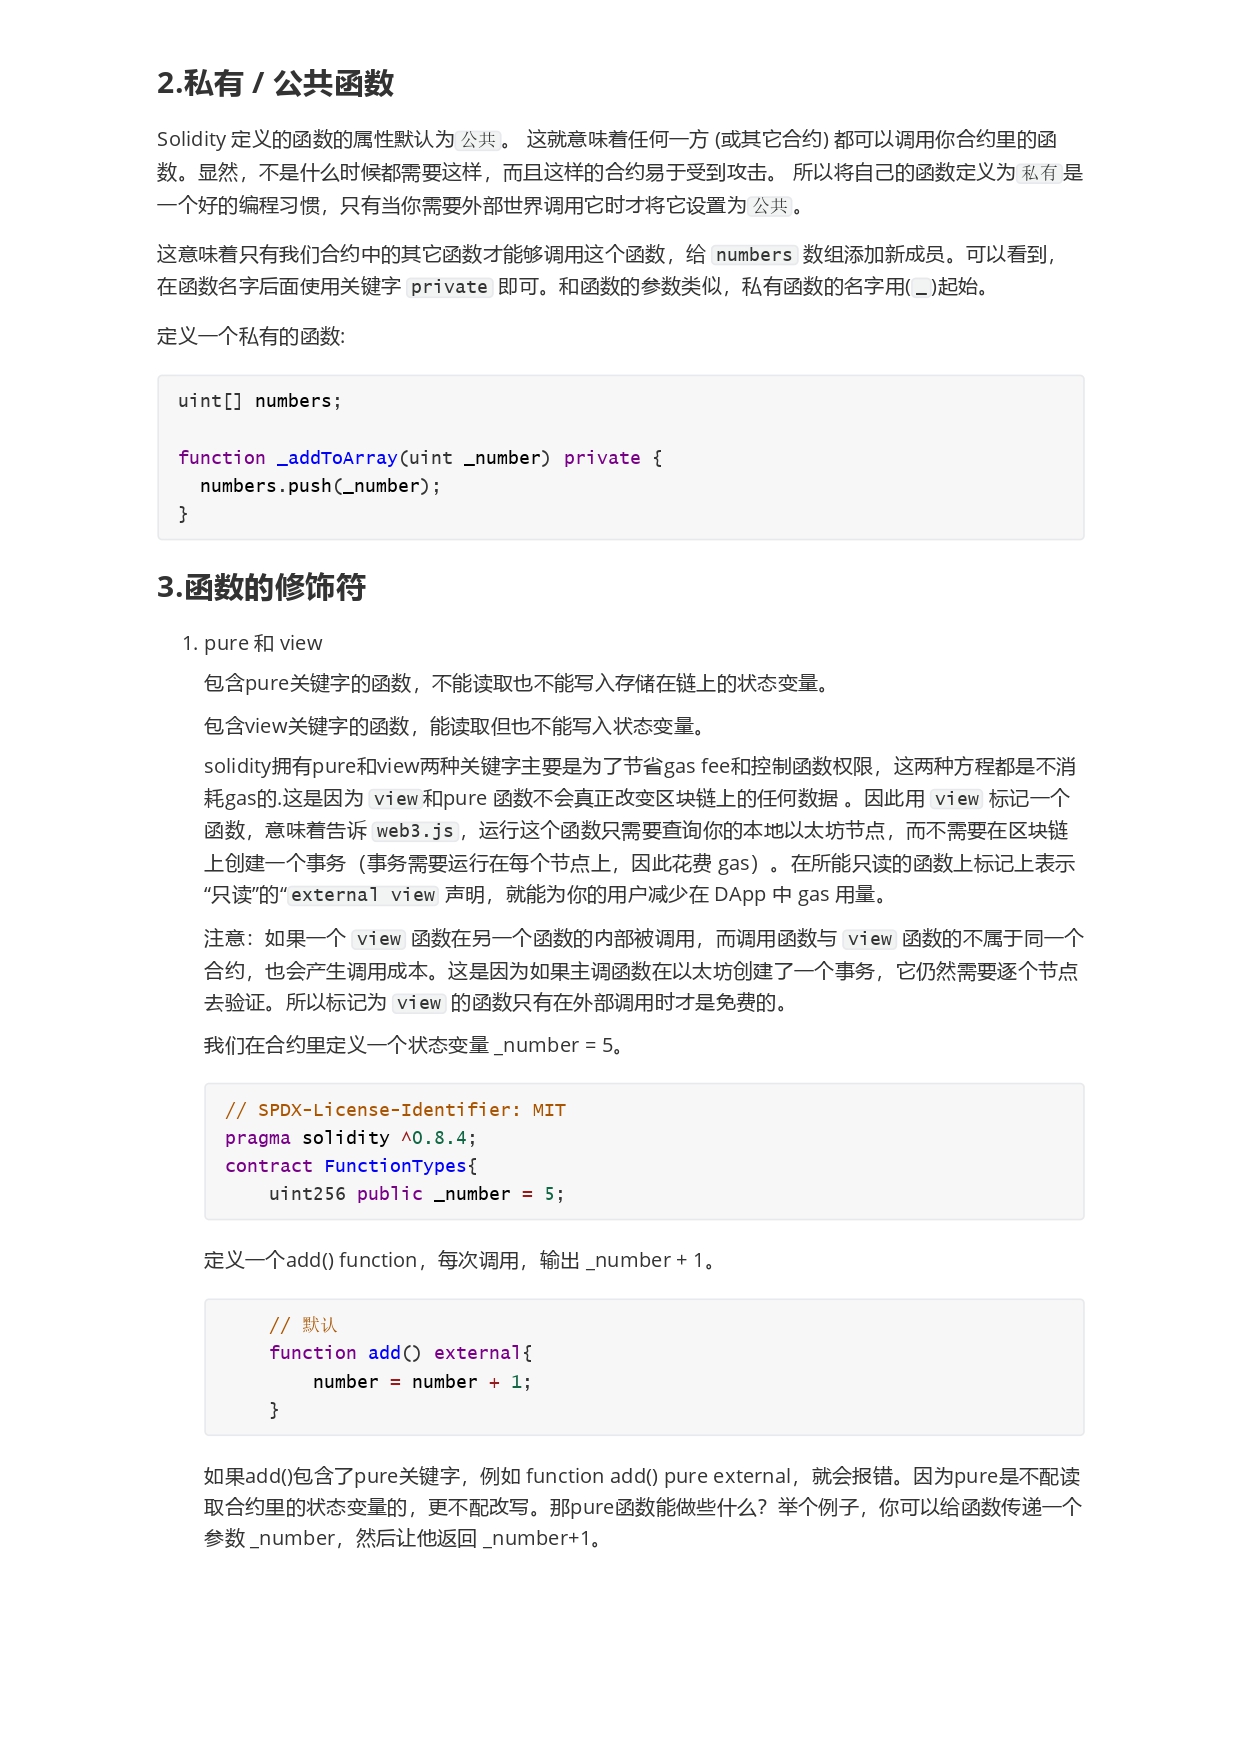 2.私有 / 公共函数
Solidity 定义的函数的属性默认为公共。 这就意味着任何一方 (或其它合约) 都可以调用你合约里的函
数。显然，不是什么时候都需要这样，而且这样的合约易于受到攻击。 所以将自己的函数定义为私有是
一个好的编程习惯，只有当你需要外部世界调用它时才将它设置为公共。
这意味着只有我们合约中的其它函数才能够调用这个函数，给 numbers 数组添加新成员。可以看到，
在函数名字后面使用关键字 private 即可。和函数的参数类似，私有函数的名字用(_)起始。
定义一个私有的函数:
uint[] numbers;
function _addToArray(uint _number) private {
  numbers.push(_number);
}
3.函数的修饰符
1. pure 和 view
包含pure关键字的函数，不能读取也不能写入存储在链上的状态变量。
包含view关键字的函数，能读取但也不能写入状态变量。
solidity拥有pure和view两种关键字主要是为了节省gas fee和控制函数权限，这两种方程都是不消
耗gas的.这是因为 view和pure 函数不会真正改变区块链上的任何数据 。因此用 view 标记一个
函数，意味着告诉 web3.js，运行这个函数只需要查询你的本地以太坊节点，而不需要在区块链
上创建一个事务（事务需要运行在每个节点上，因此花费 gas）。在所能只读的函数上标记上表示
“只读”的“external view 声明，就能为你的用户减少在 DApp 中 gas 用量。
注意：如果一个 view 函数在另一个函数的内部被调用，而调用函数与 view 函数的不属于同一个
合约，也会产生调用成本。这是因为如果主调函数在以太坊创建了一个事务，它仍然需要逐个节点
去验证。所以标记为 view 的函数只有在外部调用时才是免费的。
我们在合约里定义一个状态变量 _number = 5。
// SPDX-License-Identifier: MIT
pragma solidity ^0.8.4;
contract FunctionTypes{
    uint256 public _number = 5;
定义一个add() function，每次调用，输出 _number + 1。
    // 默认
    function add() external{
        number = number + 1;
    }
如果add()包含了pure关键字，例如 function add() pure external，就会报错。因为pure是不配读
取合约里的状态变量的，更不配改写。那pure函数能做些什么？举个例子，你可以给函数传递一个
参数 _number，然后让他返回 _number+1。